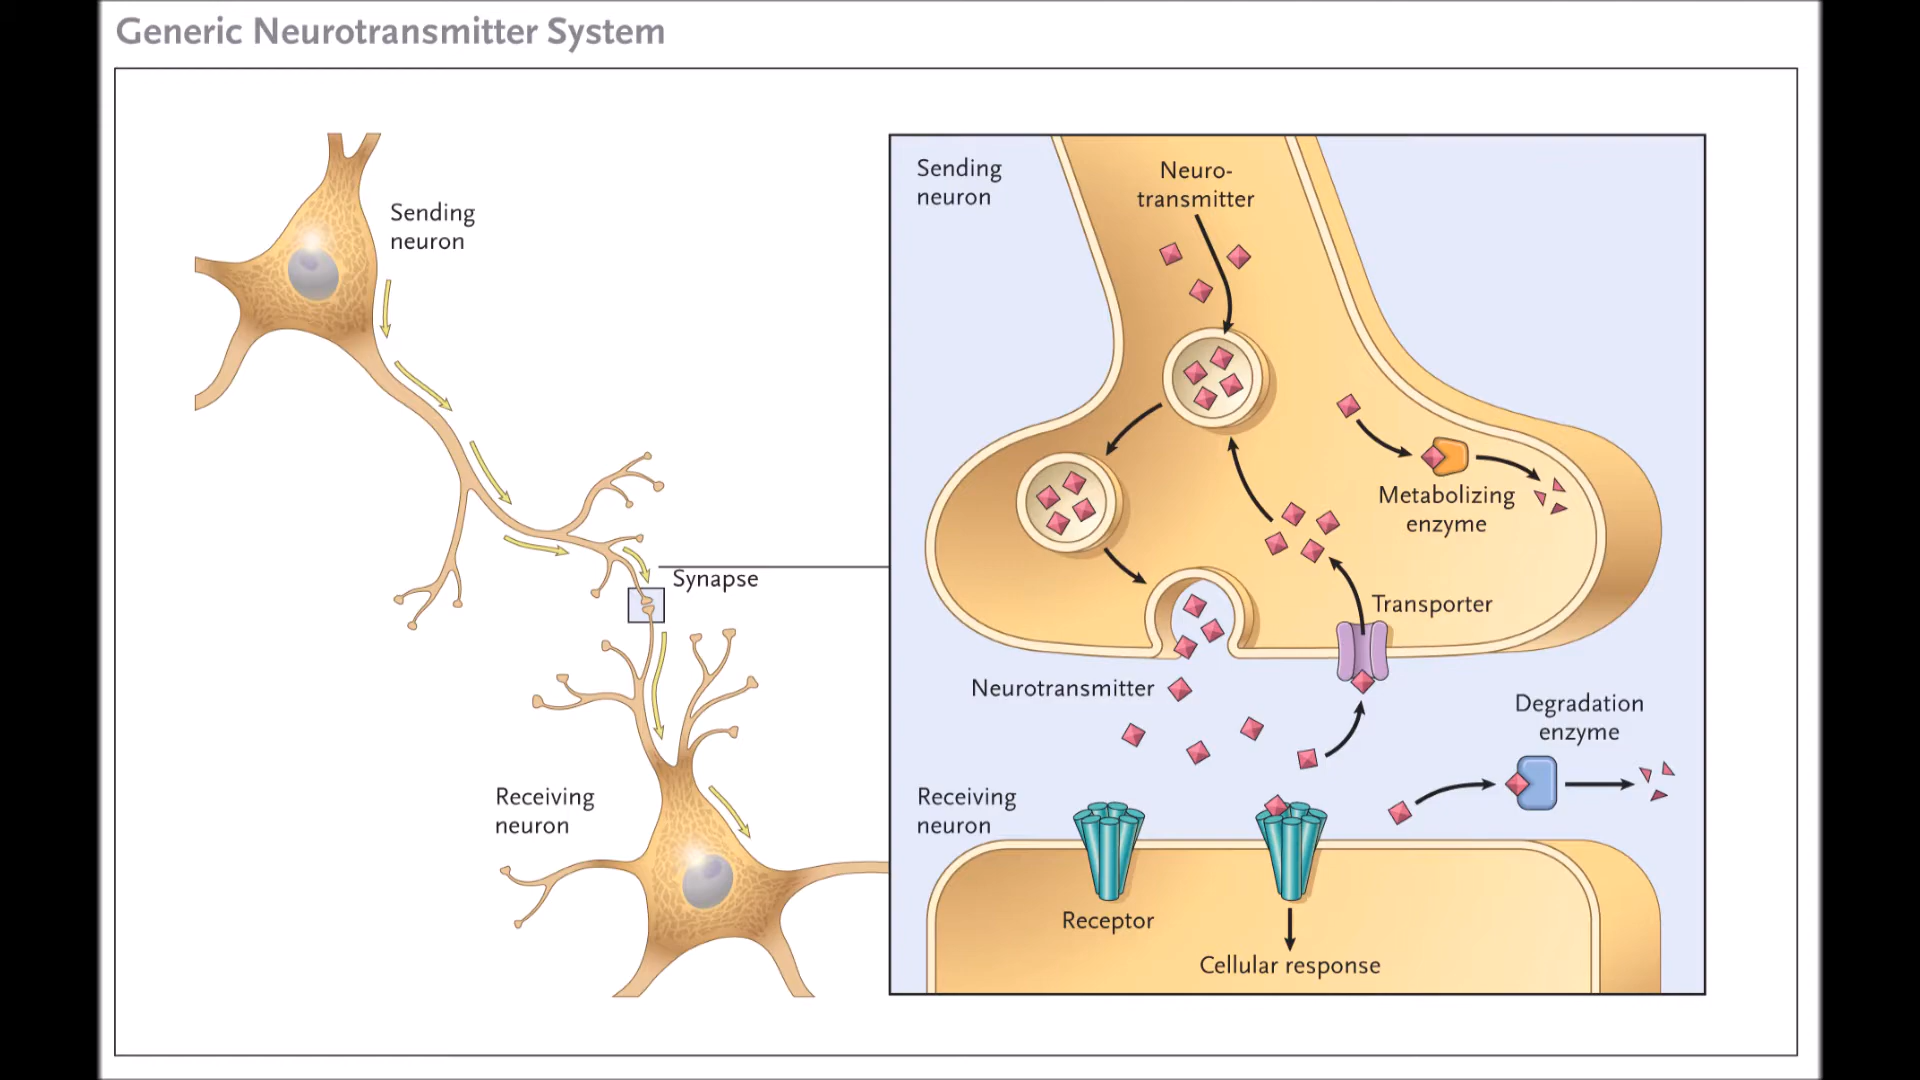 Generic Neurotransmitter System
Sending
neuron
Synapse
Receiving
neuron
Sending
neuron
Neuro-
transmitter
Metabolizing
enzyme
Transporter
Neurotransmitter
Degradation
enzyme
Receiving
neuron
Receptor
Cellular response